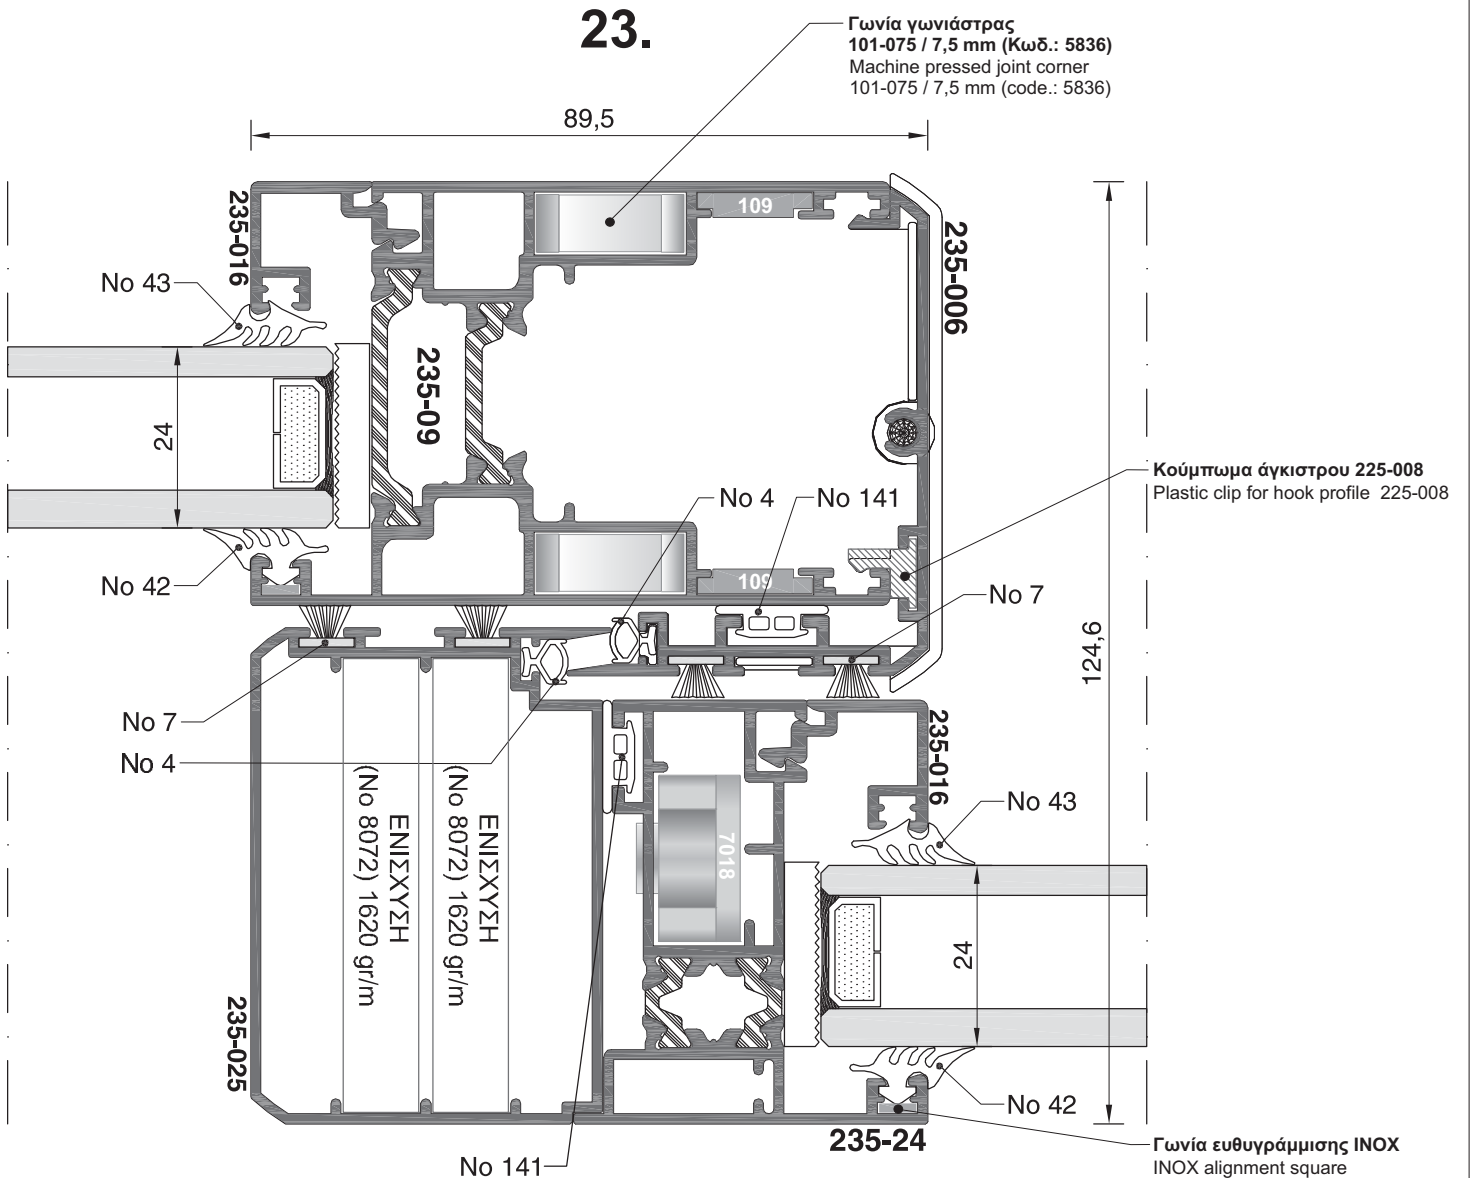 23.
Γωνία γωνιάστρας
101-075 / 7,5 mm (Κωδ.: 5836)
Machine pressed joint corner
101-075 / 7,5 mm (code.: 5836)
89,5
109
235-016
235-006
No 43
235-09
24
Κούμπωμα άγκιστρου 225-008
Plastic clip for hook profile 225-008
No 4
No 141
No 42
109
No 7
124,6
No 7
No 4
235-016
ΕΝΙΣΧΥΣΗ
(No 8072) 1620 gr/m
ΕΝΙΣΧΥΣΗ
(No 8072) 1620 gr/m
7018
No 43
24
235-025
No 42
235-24
Γωνία ευθυγράμμισης INOX
INOX alignment square
No 141